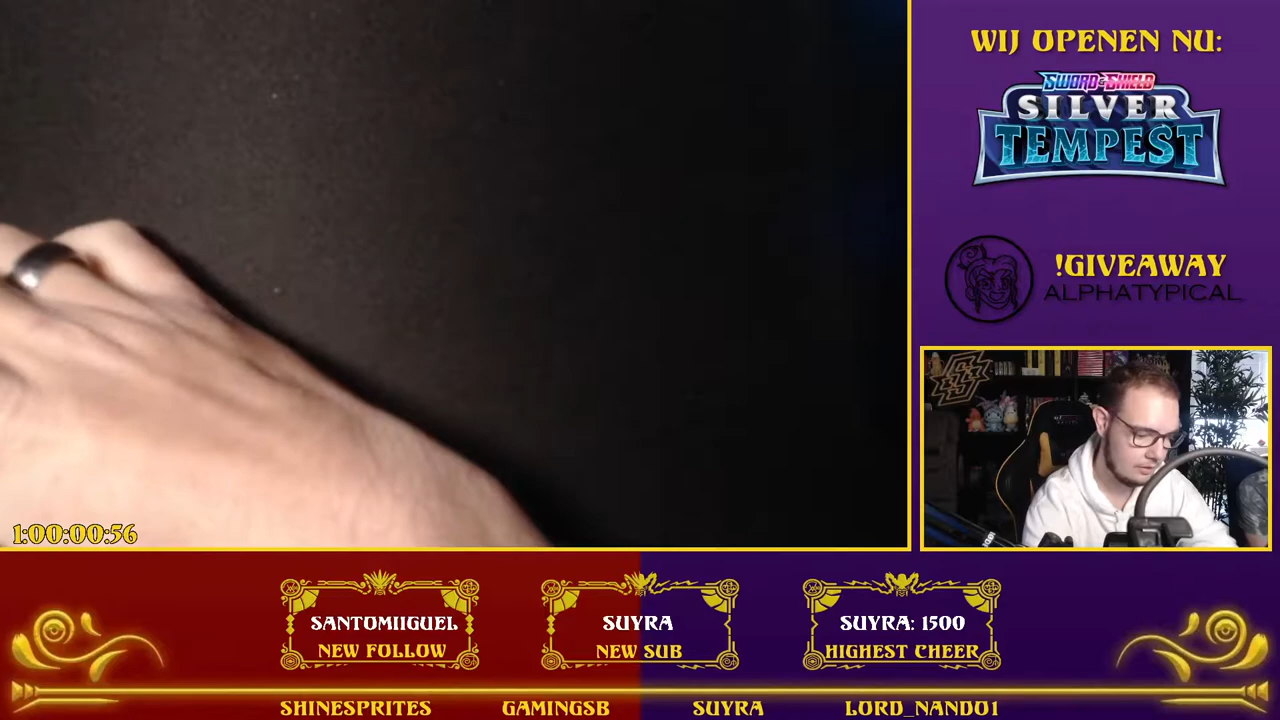 WIJ OPENEN NU:
SWORD & SHIELD
SILVER
TEMPEST
!GIVEAWAY
ALPHATYPICAL
1:00:00:56
SANTOMIIGUEL
NEW FOLLOW
SUYRA
NEW SUB
SUYRA: 1500
HIGHEST CHEER
SHINESPRITES
GAMINGSB
SUYRA
LORD_NANDO1